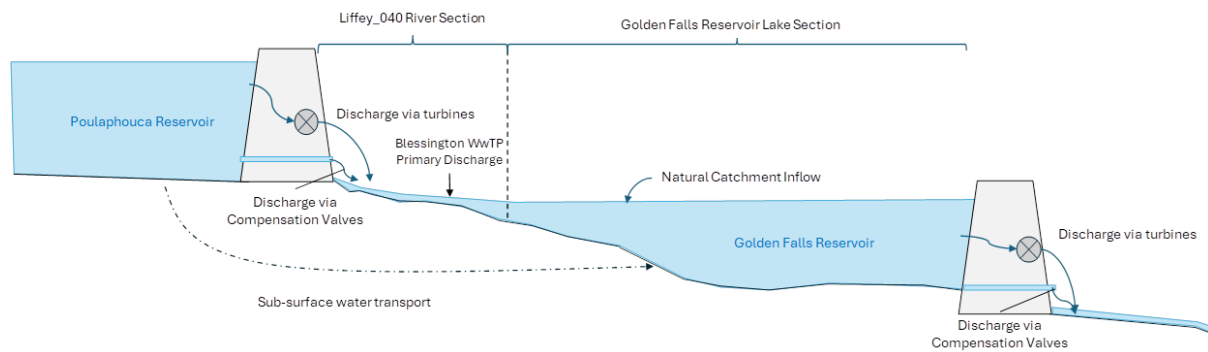 Liffey_040 River Section
Golden Falls Reservoir Lake Section
Poulaphouca Reservoir
Discharge via turbines
Blessington WwTP
Primary Discharge
Natural Catchment Inflow
Discharge via
Compensation Valves
Golden Falls Reservoir
Discharge via turbines
Sub-surface water transport
Discharge via
Compensation Valves